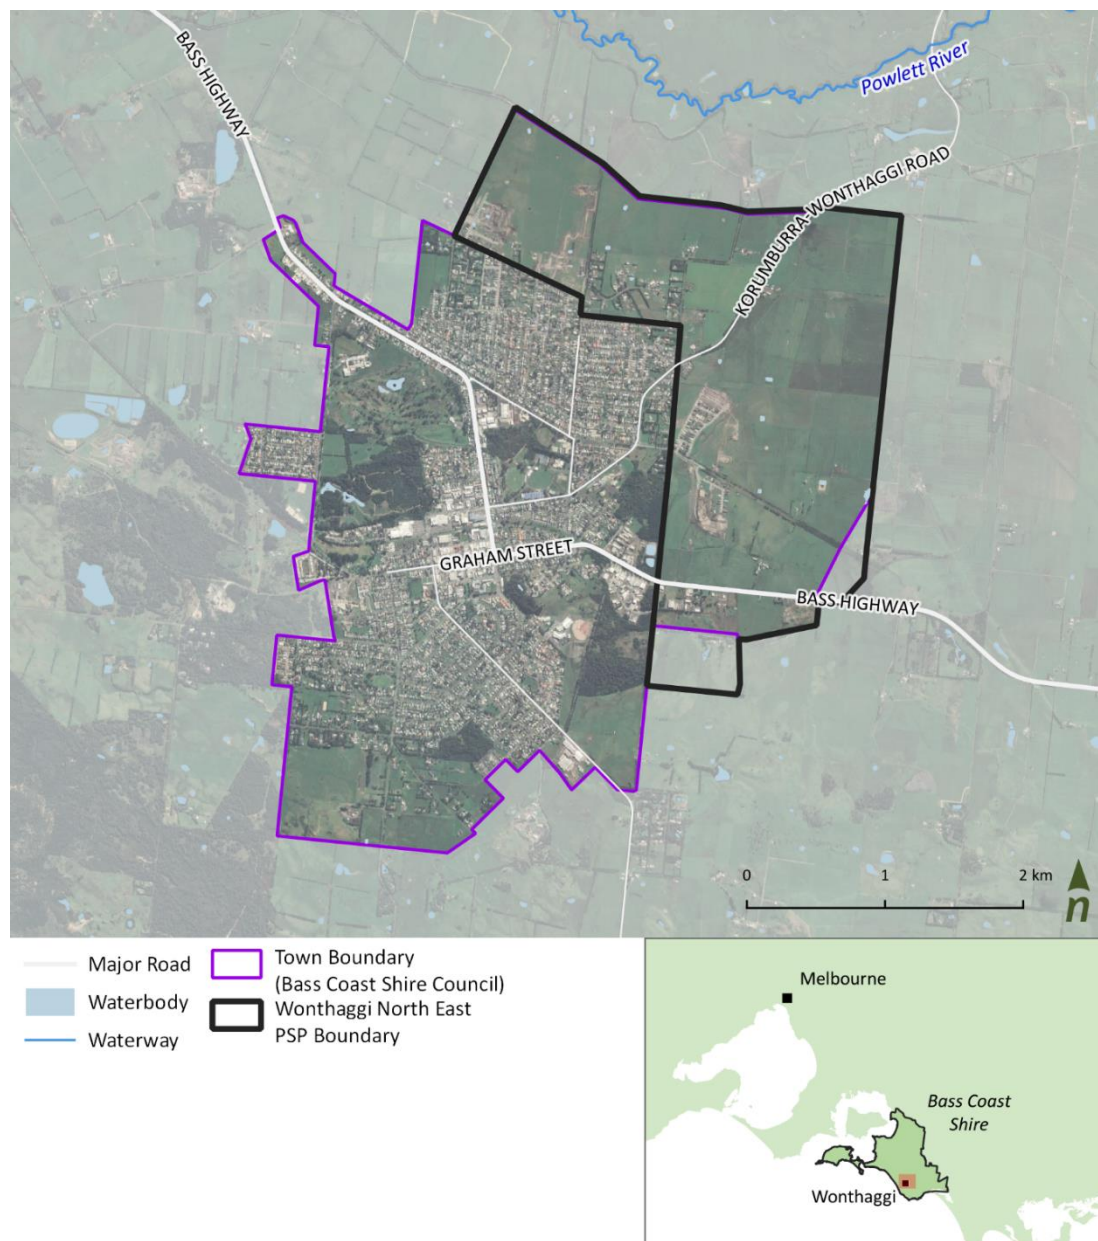 BASS HIGHWAY
Powlett River
KORUMBURRA-WONTHAGGI ROAD
GRAHAM STREET
BASS HIGHWAY
0 1 2 km
n
Major Road
Waterbody
Waterway
Town Boundary
(Bass Coast Shire Council)
Wonthaggi North East
PSP Boundary
Melbourne
Bass Coast
Shire
Wonthaggi